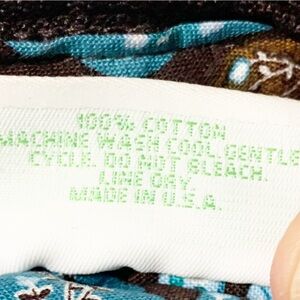 100% COTTON
MACHINE WASH COOL. GENTLE
CYCLE. DO NOT BLEACH.
LINE DRY.
MADE IN U.S.A.